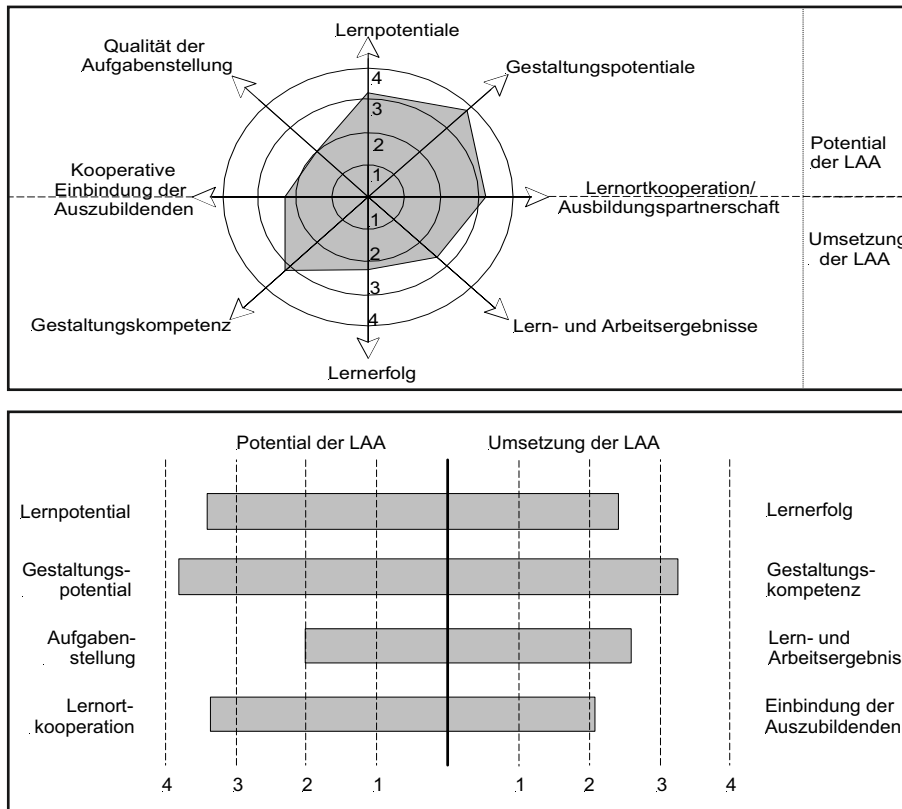 Lernpotentiale
Qualität der
Aufgabenstellung
Gestaltungspotentiale
4
3
2
1
Kooperative
Einbindung der
Auszubildenden
Lernortkooperation/
Ausbildungspartnerschaft
Potential
der LAA
Umsetzung
der LAA
1
2
3
4
Gestaltungskompetenz
Lern- und Arbeitsergebnisse
Lernerfolg
Potential der LAA
Umsetzung der LAA
Lernpotential
Lernerfolg
Gestaltungs-
potential
Gestaltungs-
kompetenz
Aufgaben-
stellung
Lern- und
Arbeitsergebnis
Lernort-
kooperation
Einbindung der
Auszubildenden
4 3 2 1 1 2 3 4